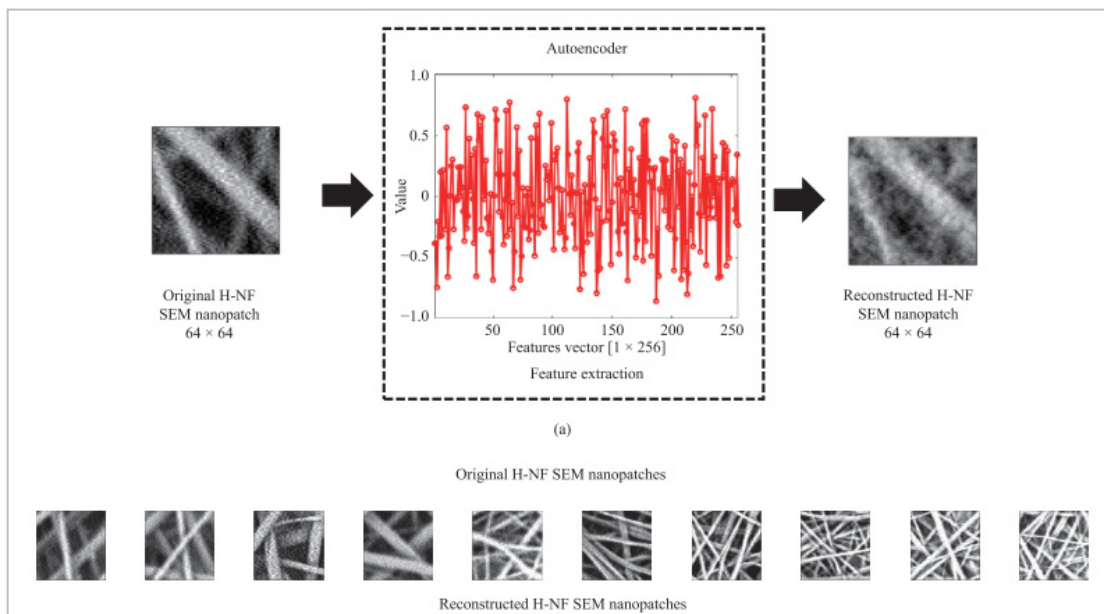 Autoencoder
1.0
0.5
0
−0.5
−1.0
Value
50
100
150
200
250
Features vector [1 × 256]
Feature extraction
Original H-NF
SEM nanopatch
64 × 64
Reconstructed H-NF
SEM nanopatch
64 × 64
(a)
Original H-NF SEM nanopatches
Reconstructed H-NF SEM nanopatches